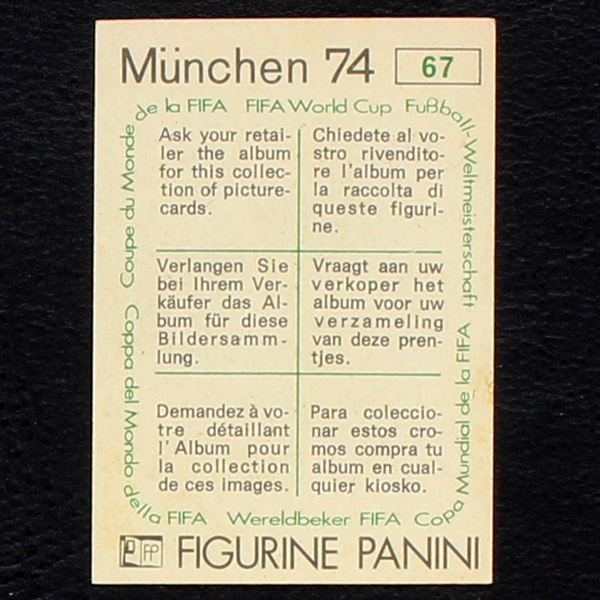 München 74 67
Coupe du Monde de la FIFA FIFA World Cup Fußball-Weltmeisterschaft
Ask your retai-
ler the album
for this collec-
tion of picture-
cards.
Chiedete al vo-
stro rivendito-
re l'album per
la raccolta di
queste figuri-
ne.
Verlangen Sie
bei Ihrem Ver-
käufer das Al-
bum für diese
Bildersamm-
lung.
Vraagt aan uw
verkoper het
album voor uw
verzameling
van deze pren-
tjes.
Demandez à vo-
tre détaillant
l'Album pour
la collection
de ces images.
Para coleccio-
nar estos cro-
mos compra tu
album en cual-
quier kiosko.
Coppa del Mondo della FIFA Wereldbeker FIFA Copa Mundial de la FIFA
FP FIGURINE PANINI